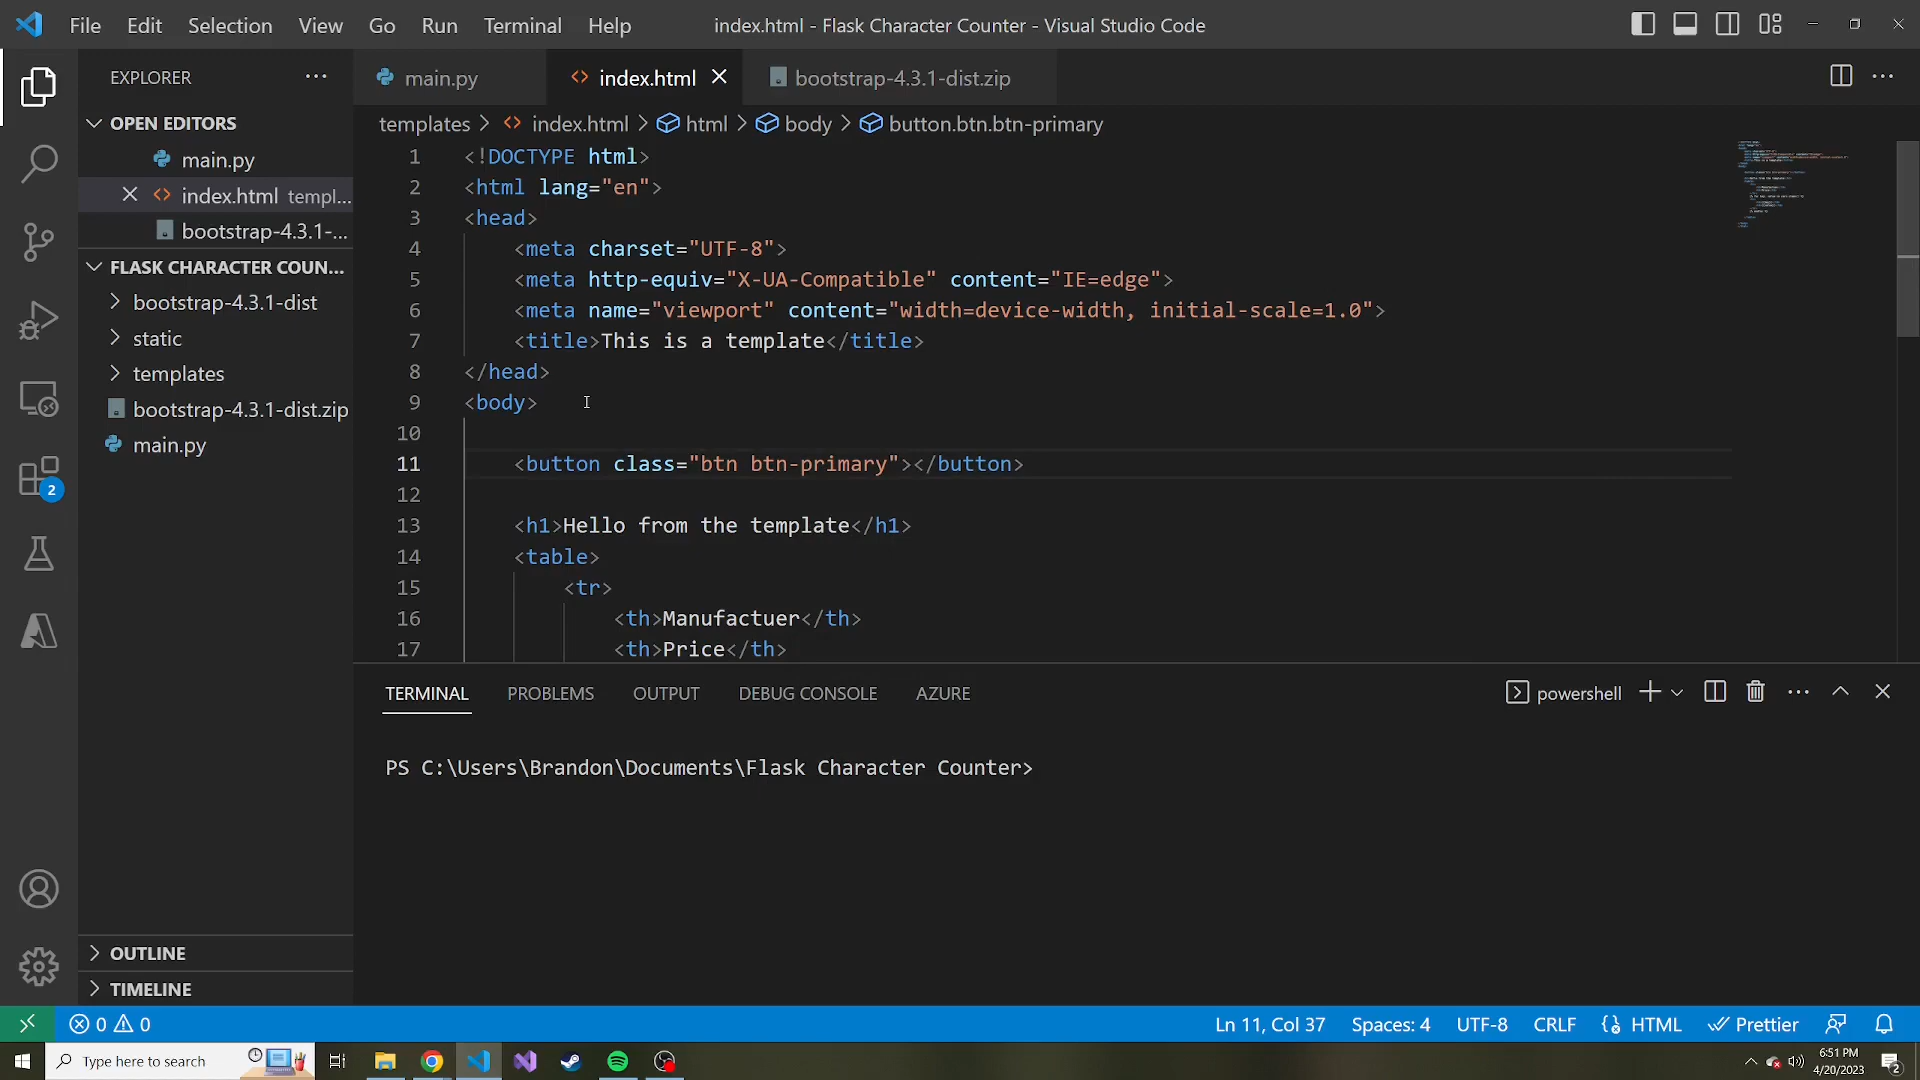 File Edit Selection View Go Run Terminal Help index.html - Flask Character Counter - Visual Studio Code
EXPLORER
main.py
index.html
bootstrap-4.3.1-dist.zip
OPEN EDITORS
main.py
index.html templ...
bootstrap-4.3.1-...
FLASK CHARACTER COUN...
bootstrap-4.3.1-dist
static
templates
bootstrap-4.3.1-dist.zip
main.py
OUTLINE
TIMELINE
2
templates > index.html > html > body > button.btn.btn-primary
1 <!DOCTYPE html>
2 <html lang="en">
3 <head>
4 <meta charset="UTF-8">
5 <meta http-equiv="X-UA-Compatible" content="IE=edge">
6 <meta name="viewport" content="width=device-width, initial-scale=1.0">
7 <title>This is a template</title>
8 </head>
9 <body>
10
11 <button class="btn btn-primary"></button>
12
13 <h1>Hello from the template</h1>
14 <table>
15 <tr>
16 <th>Manufactuer</th>
17 <th>Price</th>
TERMINAL PROBLEMS OUTPUT DEBUG CONSOLE AZURE powershell
PS C:\Users\Brandon\Documents\Flask Character Counter>
0 0 Ln 11, Col 37 Spaces: 4 UTF-8 CRLF HTML Prettier
Type here to search
6:51 PM
4/20/2023
2